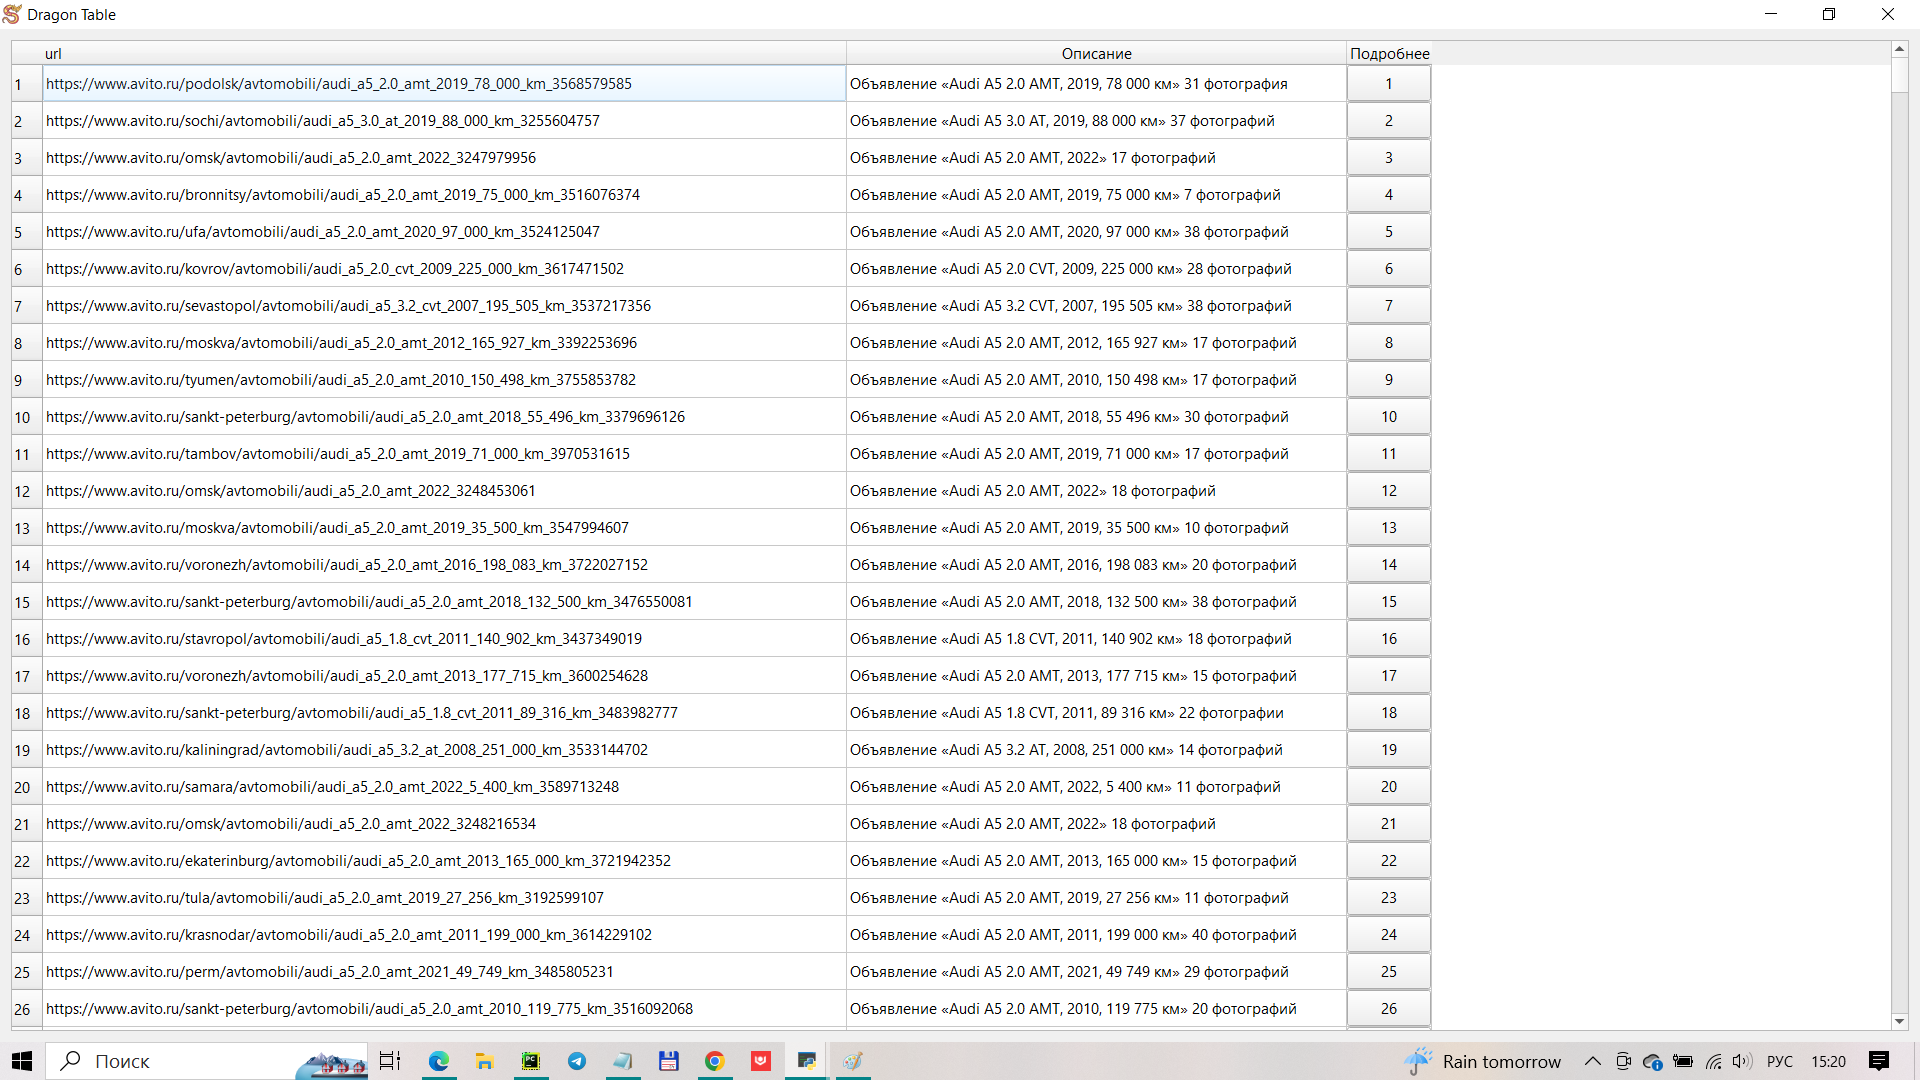 Dragon Table
url Описание Подробнее
1 https://www.avito.ru/podolsk/avtomobili/audi_a5_2.0_amt_2019_78_000_km_3568579585 Объявление «Audi A5 2.0 AMT, 2019, 78 000 км» 31 фотография 1
2 https://www.avito.ru/sochi/avtomobili/audi_a5_3.0_at_2019_88_000_km_3255604757 Объявление «Audi A5 3.0 AT, 2019, 88 000 км» 37 фотографий 2
3 https://www.avito.ru/omsk/avtomobili/audi_a5_2.0_amt_2022_3247979956 Объявление «Audi A5 2.0 AMT, 2022» 17 фотографий 3
4 https://www.avito.ru/bronnitsy/avtomobili/audi_a5_2.0_amt_2019_75_000_km_3516076374 Объявление «Audi A5 2.0 AMT, 2019, 75 000 км» 7 фотографий 4
5 https://www.avito.ru/ufa/avtomobili/audi_a5_2.0_amt_2020_97_000_km_3524125047 Объявление «Audi A5 2.0 AMT, 2020, 97 000 км» 38 фотографий 5
6 https://www.avito.ru/kovrov/avtomobili/audi_a5_2.0_cvt_2009_225_000_km_3617471502 Объявление «Audi A5 2.0 CVT, 2009, 225 000 км» 28 фотографий 6
7 https://www.avito.ru/sevastopol/avtomobili/audi_a5_3.2_cvt_2007_195_505_km_3537217356 Объявление «Audi A5 3.2 CVT, 2007, 195 505 км» 38 фотографий 7
8 https://www.avito.ru/moskva/avtomobili/audi_a5_2.0_amt_2012_165_927_km_3392253696 Объявление «Audi A5 2.0 AMT, 2012, 165 927 км» 17 фотографий 8
9 https://www.avito.ru/tyumen/avtomobili/audi_a5_2.0_amt_2010_150_498_km_3755853782 Объявление «Audi A5 2.0 AMT, 2010, 150 498 км» 17 фотографий 9
10 https://www.avito.ru/sankt-peterburg/avtomobili/audi_a5_2.0_amt_2018_55_496_km_3379696126 Объявление «Audi A5 2.0 AMT, 2018, 55 496 км» 30 фотографий 10
11 https://www.avito.ru/tambov/avtomobili/audi_a5_2.0_amt_2019_71_000_km_3970531615 Объявление «Audi A5 2.0 AMT, 2019, 71 000 км» 17 фотографий 11
12 https://www.avito.ru/omsk/avtomobili/audi_a5_2.0_amt_2022_3248453061 Объявление «Audi A5 2.0 AMT, 2022» 18 фотографий 12
13 https://www.avito.ru/moskva/avtomobili/audi_a5_2.0_amt_2019_35_500_km_3547994607 Объявление «Audi A5 2.0 AMT, 2019, 35 500 км» 10 фотографий 13
14 https://www.avito.ru/voronezh/avtomobili/audi_a5_2.0_amt_2016_198_083_km_3722027152 Объявление «Audi A5 2.0 AMT, 2016, 198 083 км» 20 фотографий 14
15 https://www.avito.ru/sankt-peterburg/avtomobili/audi_a5_2.0_amt_2018_132_500_km_3476550081 Объявление «Audi A5 2.0 AMT, 2018, 132 500 км» 38 фотографий 15
16 https://www.avito.ru/stavropol/avtomobili/audi_a5_1.8_cvt_2011_140_902_km_3437349019 Объявление «Audi A5 1.8 CVT, 2011, 140 902 км» 18 фотографий 16
17 https://www.avito.ru/voronezh/avtomobili/audi_a5_2.0_amt_2013_177_715_km_3600254628 Объявление «Audi A5 2.0 AMT, 2013, 177 715 км» 15 фотографий 17
18 https://www.avito.ru/sankt-peterburg/avtomobili/audi_a5_1.8_cvt_2011_89_316_km_3483982777 Объявление «Audi A5 1.8 CVT, 2011, 89 316 км» 22 фотографии 18
19 https://www.avito.ru/kaliningrad/avtomobili/audi_a5_3.2_at_2008_251_000_km_3533144702 Объявление «Audi A5 3.2 AT, 2008, 251 000 км» 14 фотографий 19
20 https://www.avito.ru/samara/avtomobili/audi_a5_2.0_amt_2022_5_400_km_3589713248 Объявление «Audi A5 2.0 AMT, 2022, 5 400 км» 11 фотографий 20
21 https://www.avito.ru/omsk/avtomobili/audi_a5_2.0_amt_2022_3248216534 Объявление «Audi A5 2.0 AMT, 2022» 18 фотографий 21
22 https://www.avito.ru/ekaterinburg/avtomobili/audi_a5_2.0_amt_2013_165_000_km_3721942352 Объявление «Audi A5 2.0 AMT, 2013, 165 000 км» 15 фотографий 22
23 https://www.avito.ru/tula/avtomobili/audi_a5_2.0_amt_2019_27_256_km_3192599107 Объявление «Audi A5 2.0 AMT, 2019, 27 256 км» 11 фотографий 23
24 https://www.avito.ru/krasnodar/avtomobili/audi_a5_2.0_amt_2011_199_000_km_3614229102 Объявление «Audi A5 2.0 AMT, 2011, 199 000 км» 40 фотографий 24
25 https://www.avito.ru/perm/avtomobili/audi_a5_2.0_amt_2021_49_749_km_3485805231 Объявление «Audi A5 2.0 AMT, 2021, 49 749 км» 29 фотографий 25
26 https://www.avito.ru/sankt-peterburg/avtomobili/audi_a5_2.0_amt_2010_119_775_km_3516092068 Объявление «Audi A5 2.0 AMT, 2010, 119 775 км» 20 фотографий 26
Поиск PC Rain tomorrow РУС 15:20